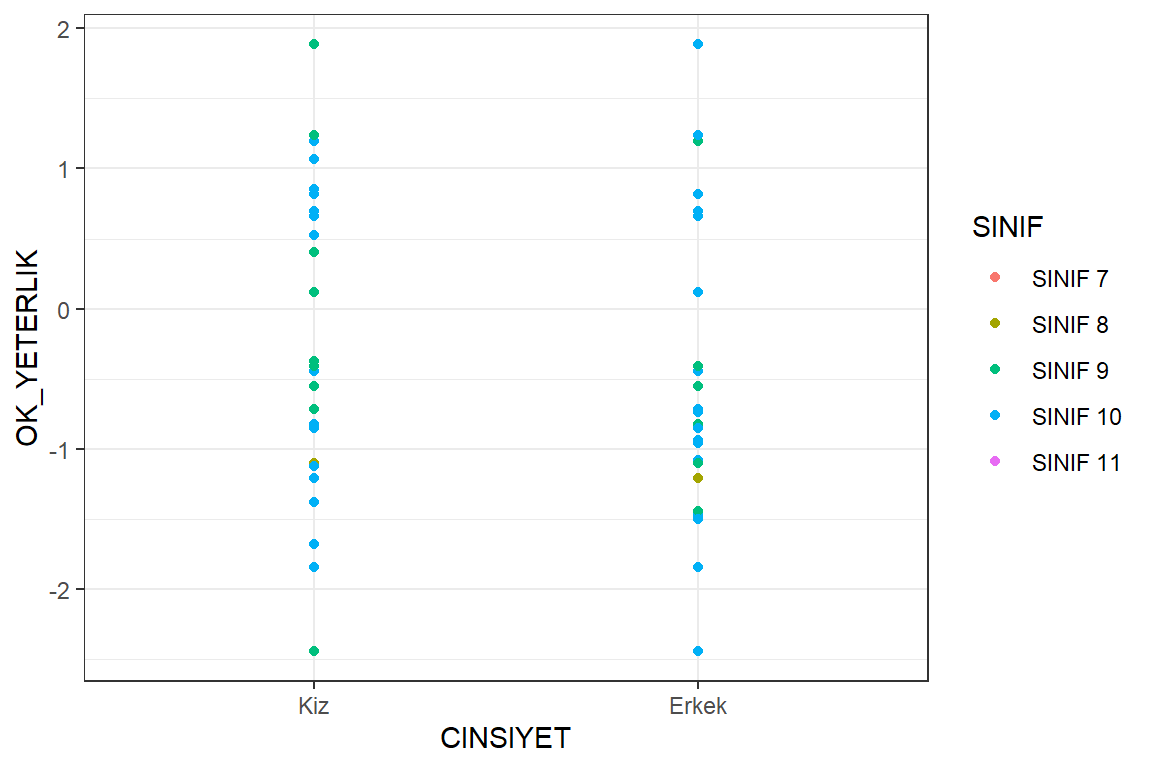 2
1
0
-1
-2
OK_YETERLIK
Kiz
Erkek
CINSIYET
SINIF
SINIF 7
SINIF 8
SINIF 9
SINIF 10
SINIF 11